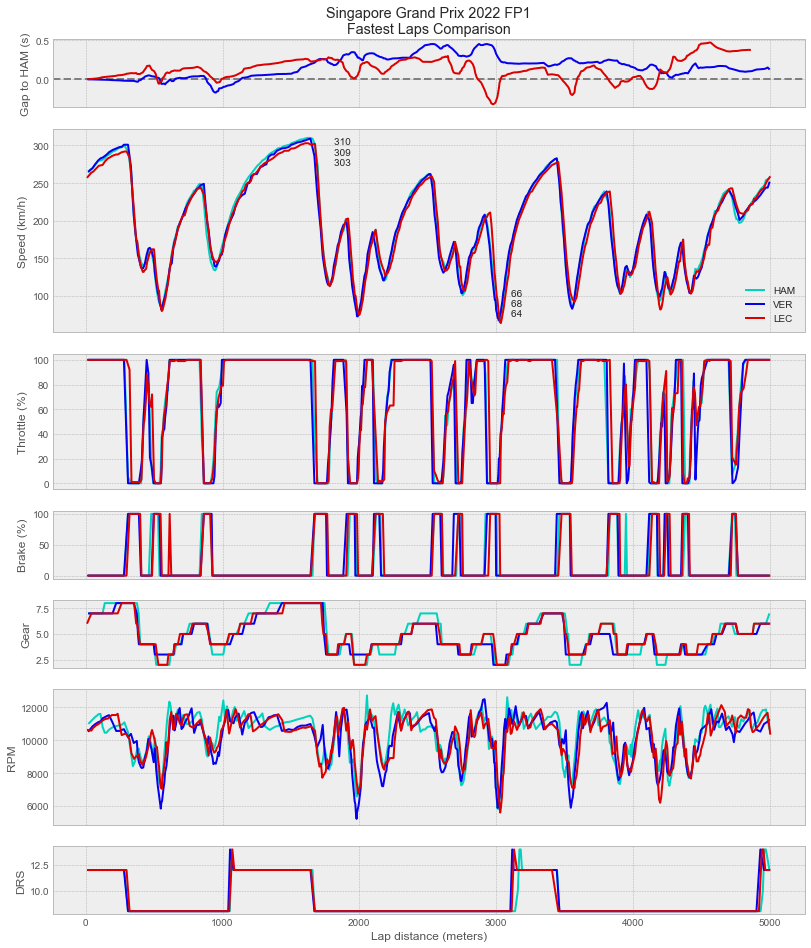 Singapore Grand Prix 2022 FP1
Fastest Laps Comparison
Gap to HAM (s)
0.5
0.0
Speed (km/h)
300
250
200
150
100
310
309
303
66
68
64
HAM
VER
LEC
Throttle (%)
100
80
60
40
20
0
Brake (%)
100
50
0
Gear
7.5
5.0
2.5
RPM
12000
10000
8000
6000
DRS
12.5
10.0
0 1000 2000 3000 4000 5000
Lap distance (meters)